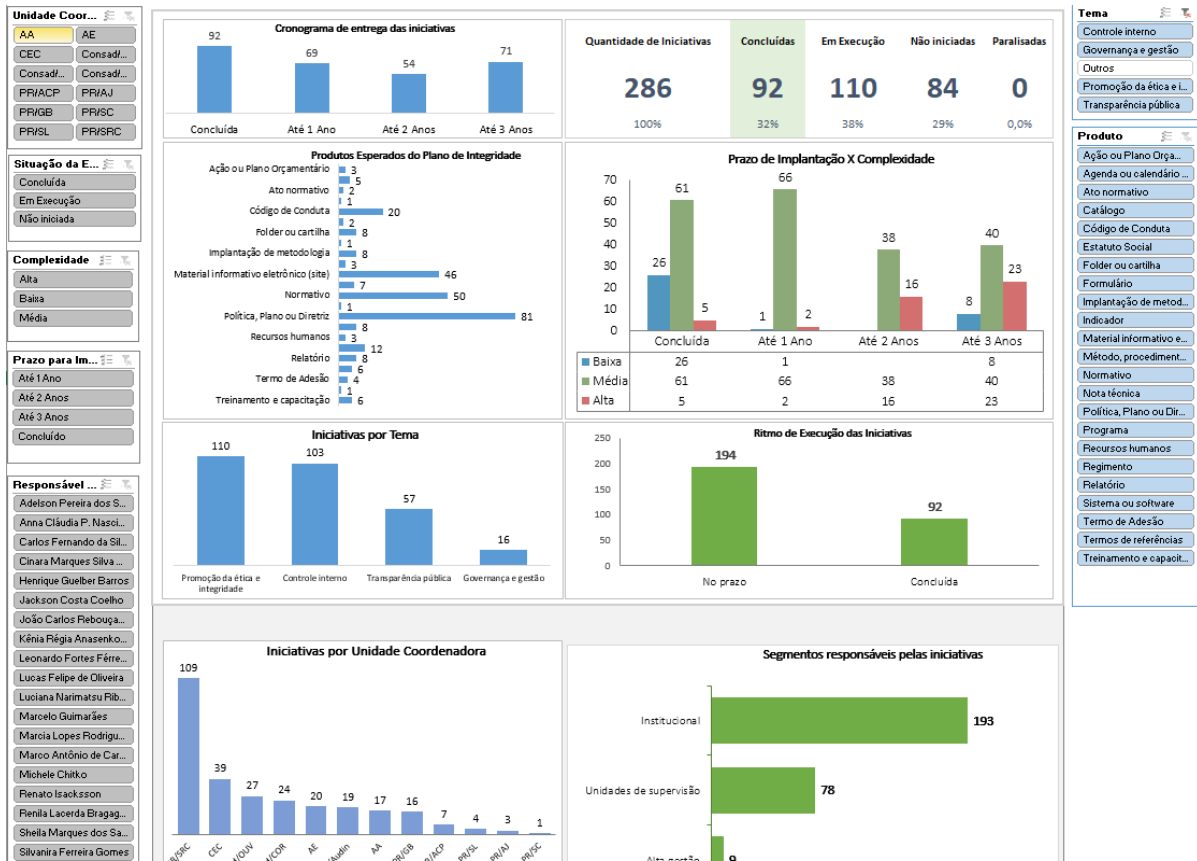 Unidade Coor...
AA
AE
CEC
Consad/...
Consad/...
Consad/...
PR/ACP
PR/AJ
PR/GB
PR/SC
PR/SL
PR/SRC
Situação da E...
Concluída
Em Execução
Não iniciada
Complexidade
Alta
Baixa
Média
Prazo para Im...
Até 1 Ano
Até 2 Anos
Até 3 Anos
Concluído
Responsável ...
Adelson Pereira dos S...
Anna Cláudia P. Nasci...
Carlos Fernando da Sil...
Cinara Marques Silva ...
Henrique Guelber Barros
Jackson Costa Coelho
João Carlos Rebouça...
Kênia Régia Anasenko...
Leonardo Fortes Férre...
Lucas Felipe de Oliveira
Luciana Narimatsu Rib...
Marcelo Guimarães
Marcia Lopes Rodrigu...
Marco Antônio de Car...
Michele Chitko
Renato Isacksson
Renila Lacerda Bragag...
Sheila Marques dos Sa...
Silvanira Ferreira Gomes
Cronograma de entrega das iniciativas
92
69
54
71
Concluída
Até 1 Ano
Até 2 Anos
Até 3 Anos
Quantidade de Iniciativas
Concluídas
Em Execução
Não iniciadas
Paralisadas
286
92
110
84
0
100%
32%
38%
29%
0,0%
Produtos Esperados do Plano de Integridade
Ação ou Plano Orçamentário 3
5
Ato normativo 2
1
Código de Conduta 20
2
Folder ou cartilha 8
1
Implantação de metodologia 8
3
Material informativo eletrônico (site) 46
7
Normativo 50
1
Política, Plano ou Diretriz 81
8
Recursos humanos 3
12
Relatório 8
6
Termo de Adesão 4
1
Treinamento e capacitação 6
Prazo de Implantação X Complexidade
70
60
50
40
30
20
10
0
26
61
5
1
66
2
38
16
8
40
23
Concluída Até 1 Ano Até 2 Anos Até 3 Anos
Baixa 26 1 8
Média 61 66 38 40
Alta 5 2 16 23
Iniciativas por Tema
110
103
57
16
Promoção da ética e
integridade
Controle interno
Transparência pública
Governança e gestão
Ritmo de Execução das Iniciativas
250
200
150
100
50
0
194
92
No prazo
Concluída
Iniciativas por Unidade Coordenadora
109
39
27
24
20
19
17
16
7
4
3
1
CEC
AE
AA
PR/GB
PR/SL
PR/AJ
PR/SC
Segmentos responsáveis pelas iniciativas
Institucional 193
Unidades de supervisão 78
Alta gestão 9
Tema
Controle interno
Governança e gestão
Outros
Promoção da ética e i...
Transparência pública
Produto
Ação ou Plano Orça...
Agenda ou calendário ...
Ato normativo
Catálogo
Código de Conduta
Estatuto Social
Folder ou cartilha
Formulário
Implantação de metod...
Indicador
Material informativo e...
Método, procediment...
Normativo
Nota técnica
Política, Plano ou Dir...
Programa
Recursos humanos
Regimento
Relatório
Sistema ou software
Termo de Adesão
Termos de referências
Treinamento e capacit...